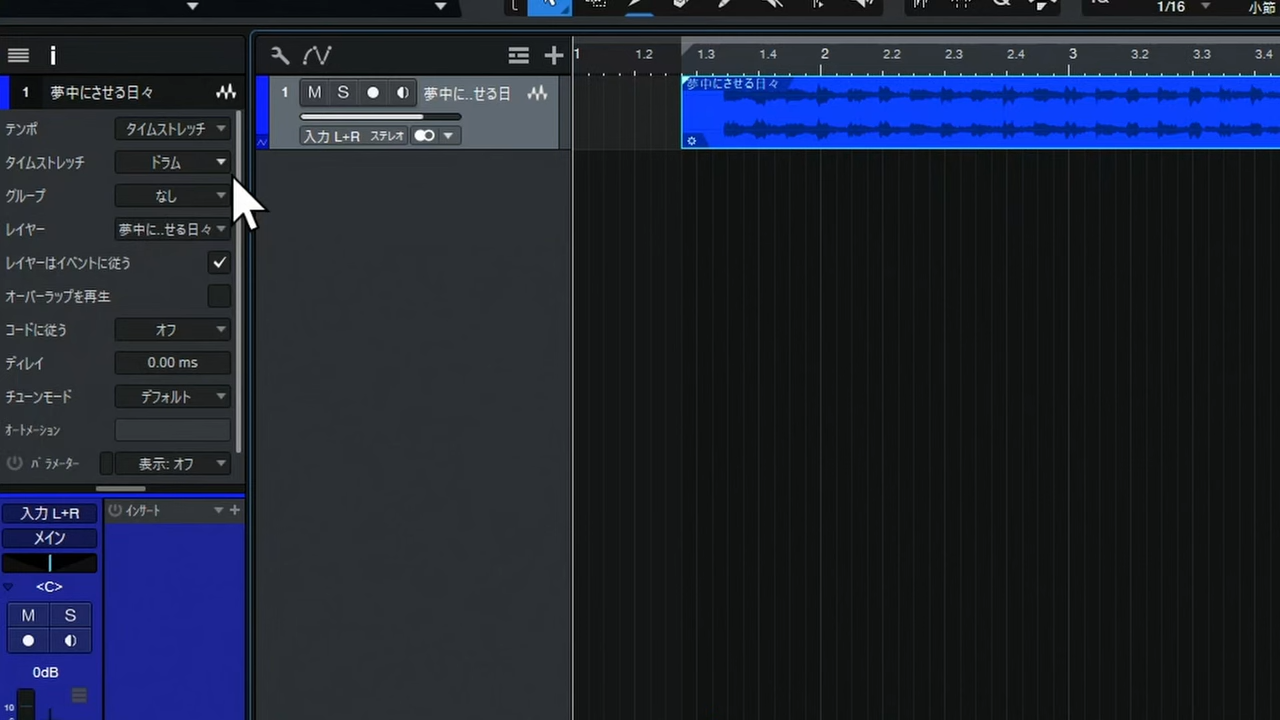 1/16
小節
i
1 夢中にさせる日々
テンポ タイムストレッチ
タイムストレッチ ドラム
グループ なし
レイヤー 夢中に..せる日々
レイヤーはイベントに従う
オーバーラップを再生
コードに従う オフ
ディレイ 0.00 ms
チューンモード デフォルト
オートメーション
パラメーター 表示: オフ
入力 L+R
インサート
メイン
<C>
M S
0dB
10
1 M S 夢中に..せる日
入力 L+R ステレオ
1 1.2 1.3 1.4 2 2.2 2.3 2.4 3 3.2 3.3 3.4
夢中にさせる日々